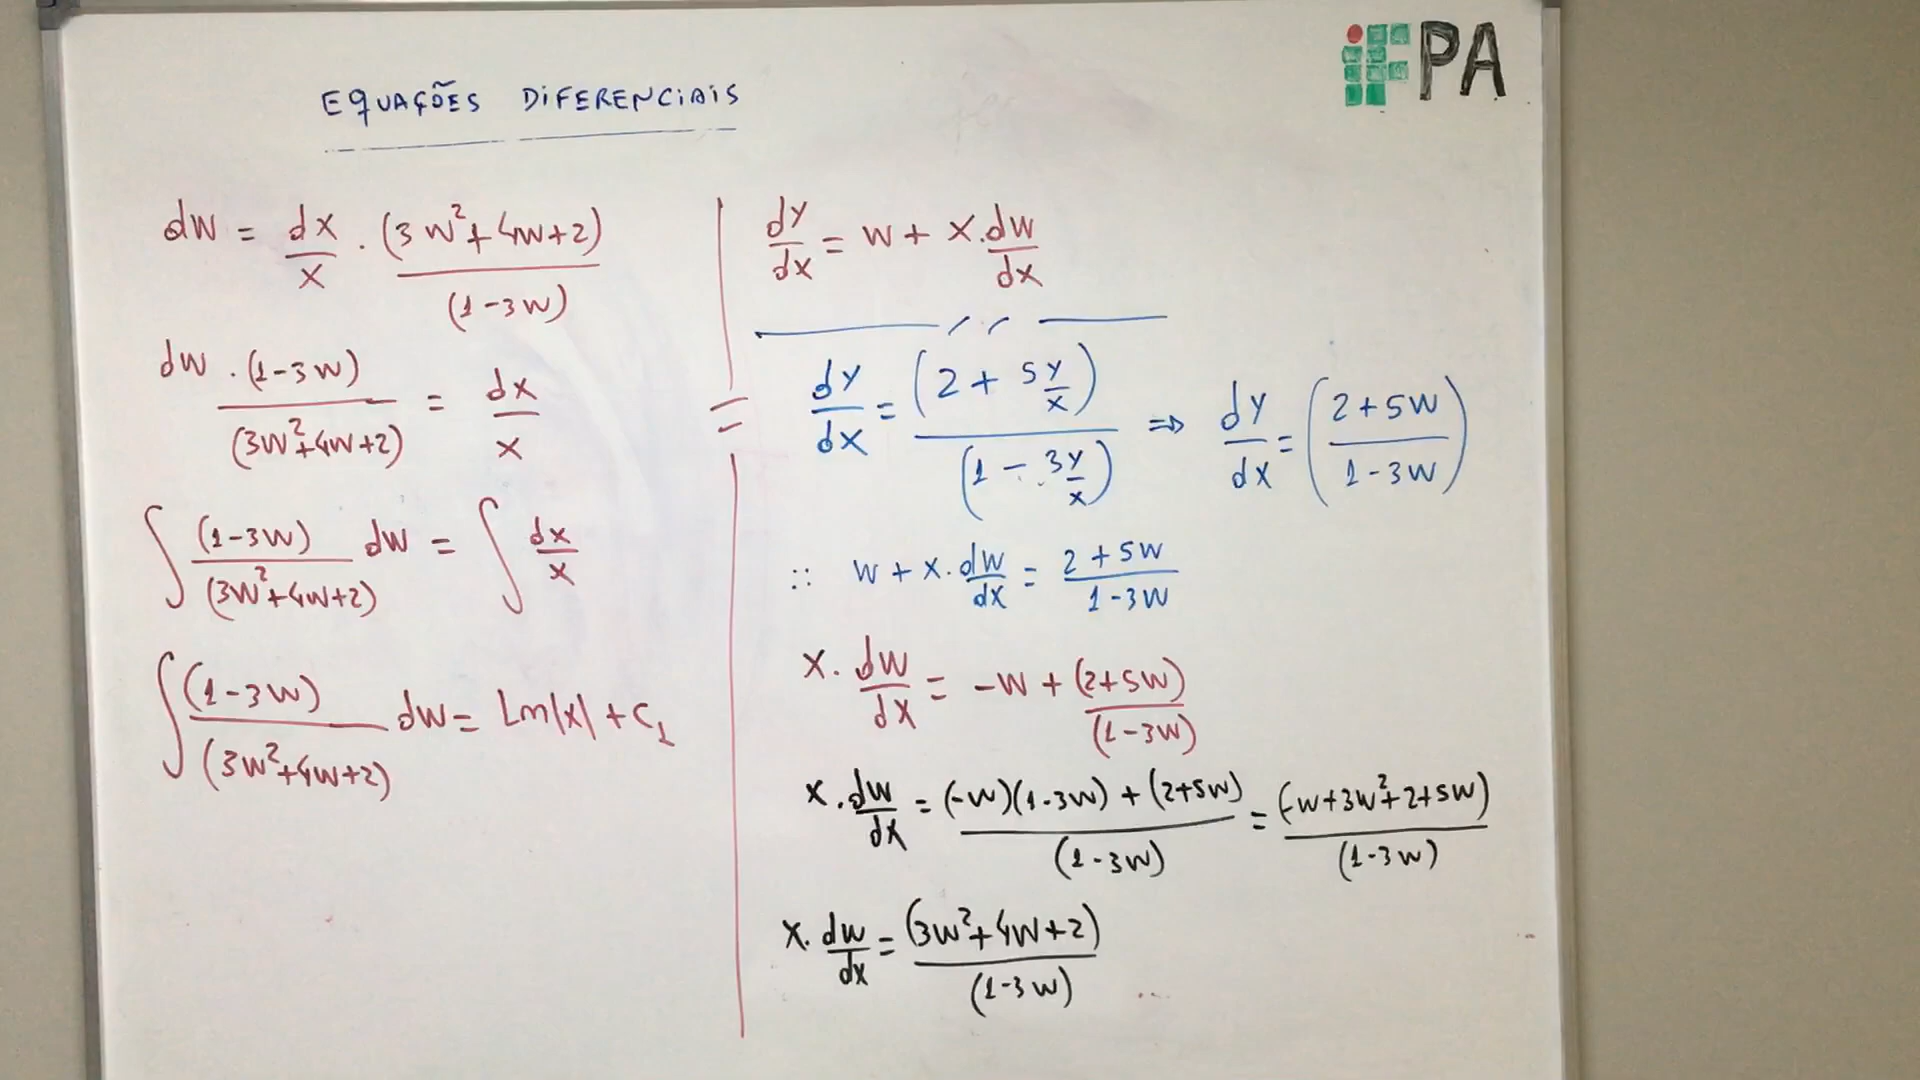 IFPA
EQUAÇÕES DIFERENCIAIS
dw = dx/x . (3w²+4w+2)/(1-3w)
dw . (1-3w)/(3w²+4w+2) = dx/x
∫ (1-3w)/(3w²+4w+2) dw = ∫ dx/x
∫ (1-3w)/(3w²+4w+2) dw = Ln|x| + C₁
dy/dx = w + x.dw/dx
dy/dx = (2 + 5y/x)/(1 - 3y/x) ⇒ dy/dx = (2+5w/1-3w)
∴ w + x.dw/dx = 2+5w/1-3w
x.dw/dx = -w + (2+5w)/(1-3w)
x.dw/dx = (-w)(1-3w) + (2+5w)/(1-3w) = (-w+3w²+2+5w)/(1-3w)
x.dw/dx = (3w²+4w+2)/(1-3w)